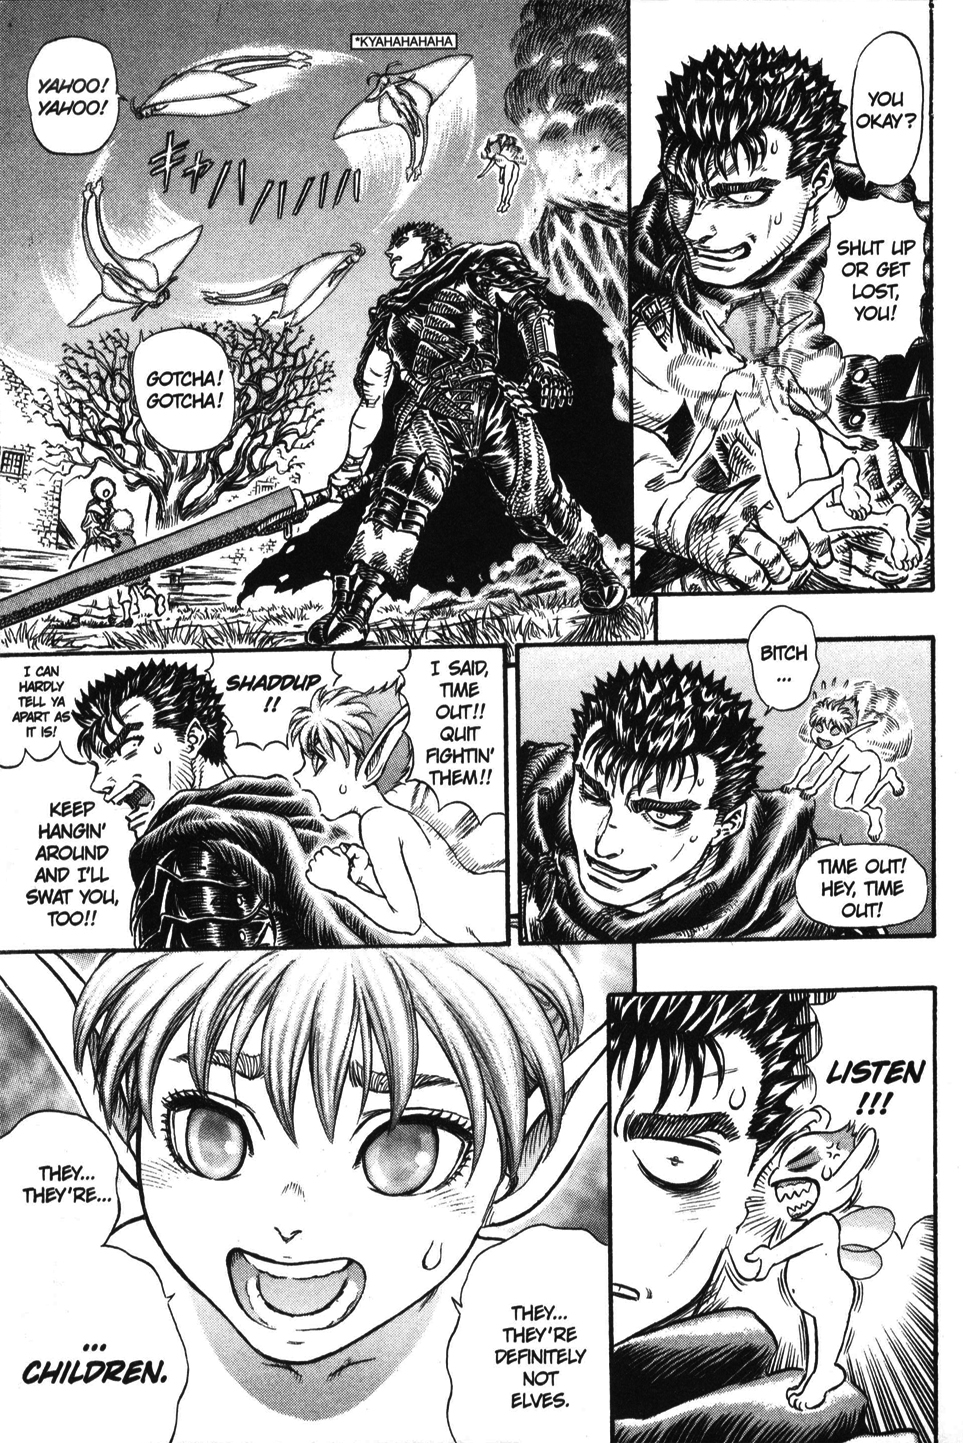 YOU
OKAY?
SHUT UP
OR GET
LOST,
YOU!
*KYAHAHAHAHA
YAHOO!
YAHOO!
キャハハハハ
GOTCHA!
GOTCHA!
BITCH
...
TIME OUT!
HEY, TIME
OUT!
I SAID,
TIME
OUT!!
QUIT
FIGHTIN'
THEM!!
SHADDUP
!!
I CAN
HARDLY
TELL YA
APART AS
IT IS!
KEEP
HANGIN'
AROUND
AND I'LL
SWAT YOU,
TOO!!
LISTEN
!!!
THEY...
THEY'RE
DEFINITELY
NOT
ELVES.
THEY...
THEY'RE...
...
CHILDREN.